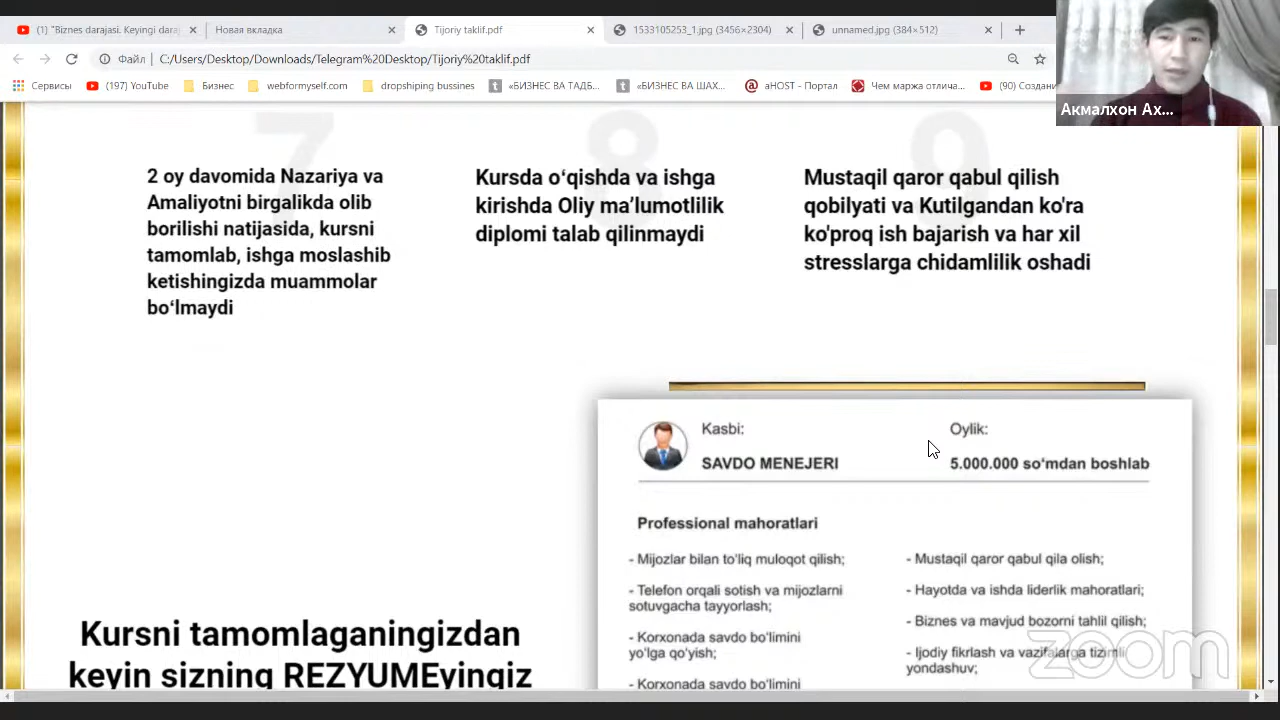 (1) "Biznes darajasi. Keyingi daraj
Новая вкладка
Tijoriy taklif.pdf
1533105253_1.jpg (3456×2304)
unnamed.jpg (384×512)
Файл
C:/Users/Desktop/Downloads/Telegram%20Desktop/Tijoriy%20taklif.pdf
Сервисы
(197) YouTube
Бизнес
webformyself.com
dropshiping bussines
«БИЗНЕС ВА ТАДБ...
«БИЗНЕС ВА ШАХ...
аHOST - Портал
Чем маржа отлича...
(90) Создани
Акмалхон Ах...
7
8
9
2 oy davomida Nazariya va
Amaliyotni birgalikda olib
borilishi natijasida, kursni
tamomlab, ishga moslashib
ketishingizda muammolar
bo‘lmaydi
Kursda o‘qishda va ishga
kirishda Oliy ma’lumotlilik
diplomi talab qilinmaydi
Mustaqil qaror qabul qilish
qobilyati va Kutilgandan ko'ra
ko'proq ish bajarish va har xil
stresslarga chidamlilik oshadi
Kasbi:
SAVDO MENEJERI
Oylik:
5.000.000 so‘mdan boshlab
Professional mahoratlari
- Mijozlar bilan to‘liq muloqot qilish;
- Telefon orqali sotish va mijozlarni
sotuvgacha tayyorlash;
- Korxonada savdo bo‘limini
yo‘lga qo‘yish;
- Korxonada savdo bo‘limini
- Mustaqil qaror qabul qila olish;
- Hayotda va ishda liderlik mahoratlari;
- Biznes va mavjud bozorni tahlil qilish;
- Ijodiy fikrlash va vazifalarga tizimli
yondashuv;
Kursni tamomlaganingizdan
keyin sizning REZYUMEyingiz
zoom